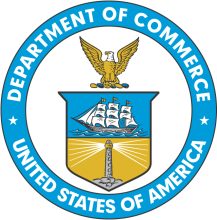 DEPARTMENT OF COMMERCE
UNITED STATES OF AMERICA